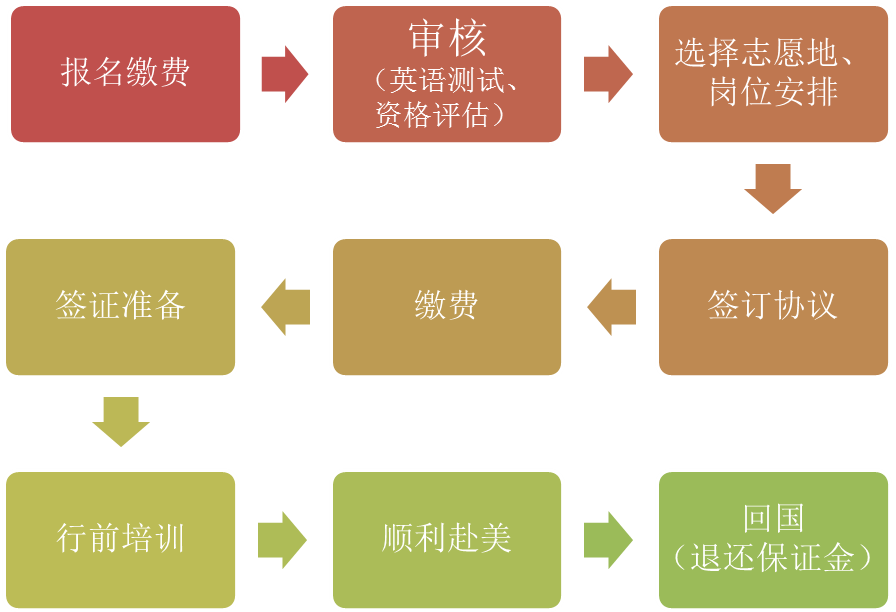 报名缴费
审核
（英语测试、
资格评估）
选择志愿地、
岗位安排
签订协议
缴费
签证准备
行前培训
顺利赴美
回国
（退还保证金）